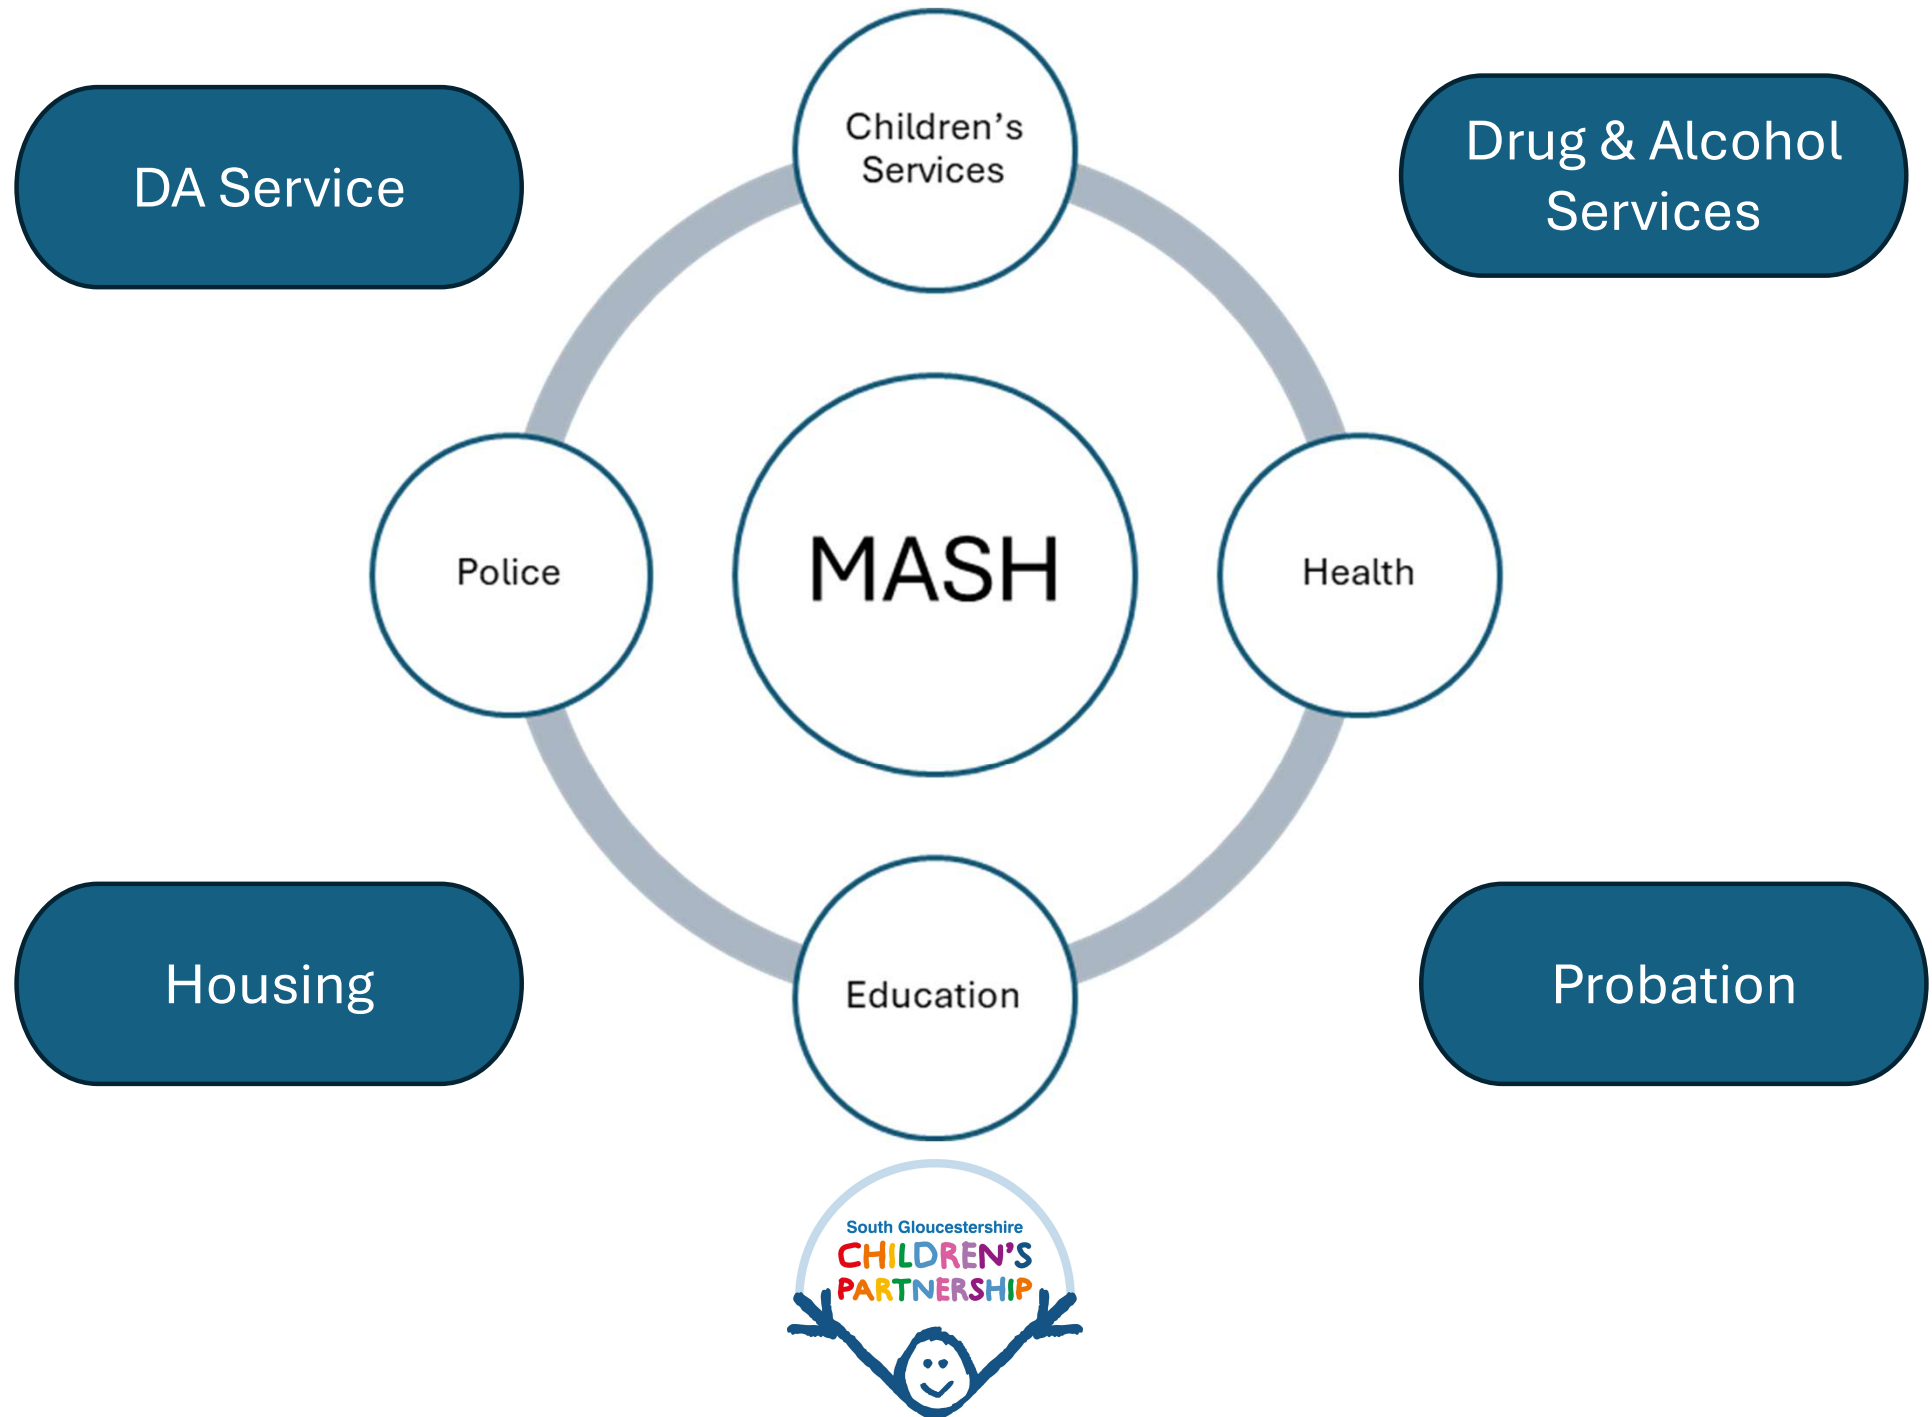 Children’s
Services
DA Service
Drug & Alcohol
Services
Police
MASH
Health
Housing
Education
Probation
South Gloucestershire
CHILDREN’S
PARTNERSHIP